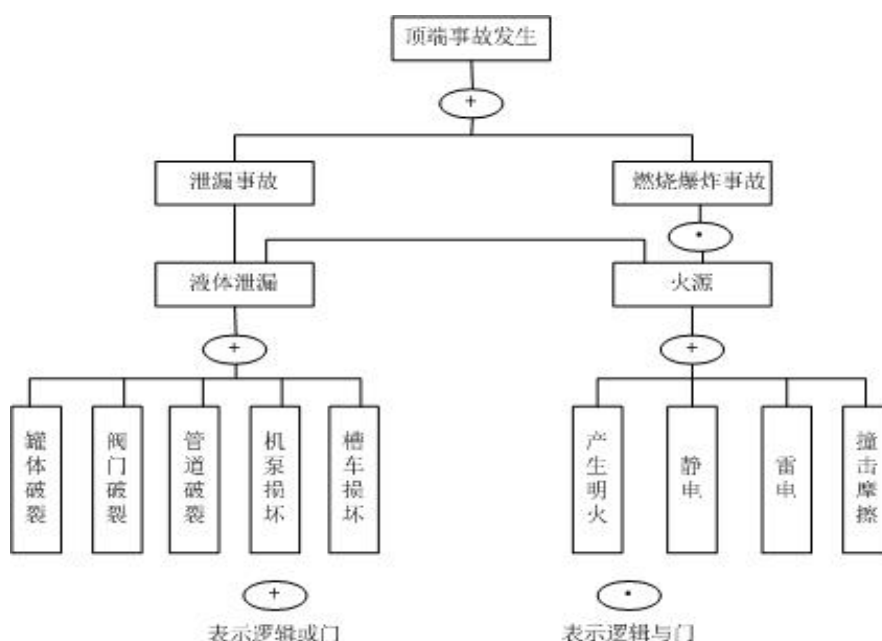 顶端事故发生
+
泄漏事故
燃烧爆炸事故
•
液体泄漏
火源
+
+
罐体破裂
阀门破裂
管道破裂
机泵损坏
槽车损坏
产生明火
静电
雷电
撞击摩擦
+
•
表示逻辑或门
表示逻辑与门